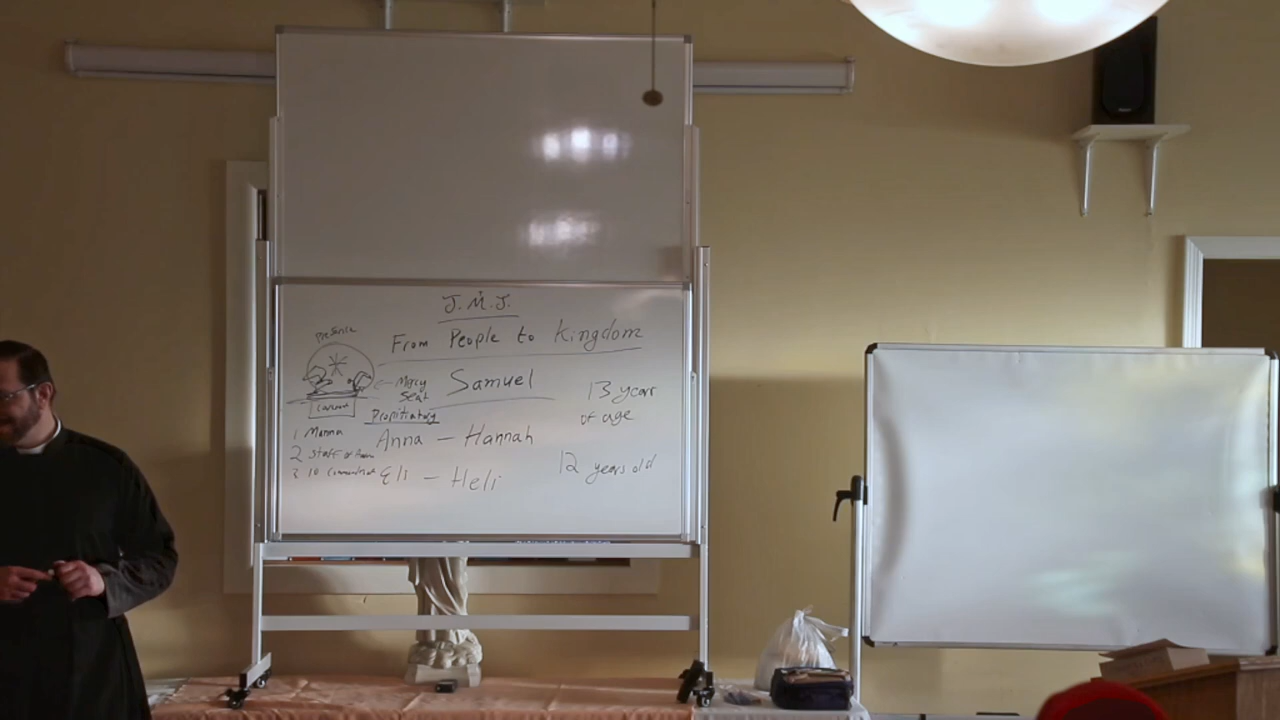 J.M.J.
From People to Kingdom
Presence
Mercy Seat
Samuel
13 years of age
Propitiatory
1 Manna
Anna – Hannah
2 Staff of Aaron
12 years old
3 10
Eli – Heli